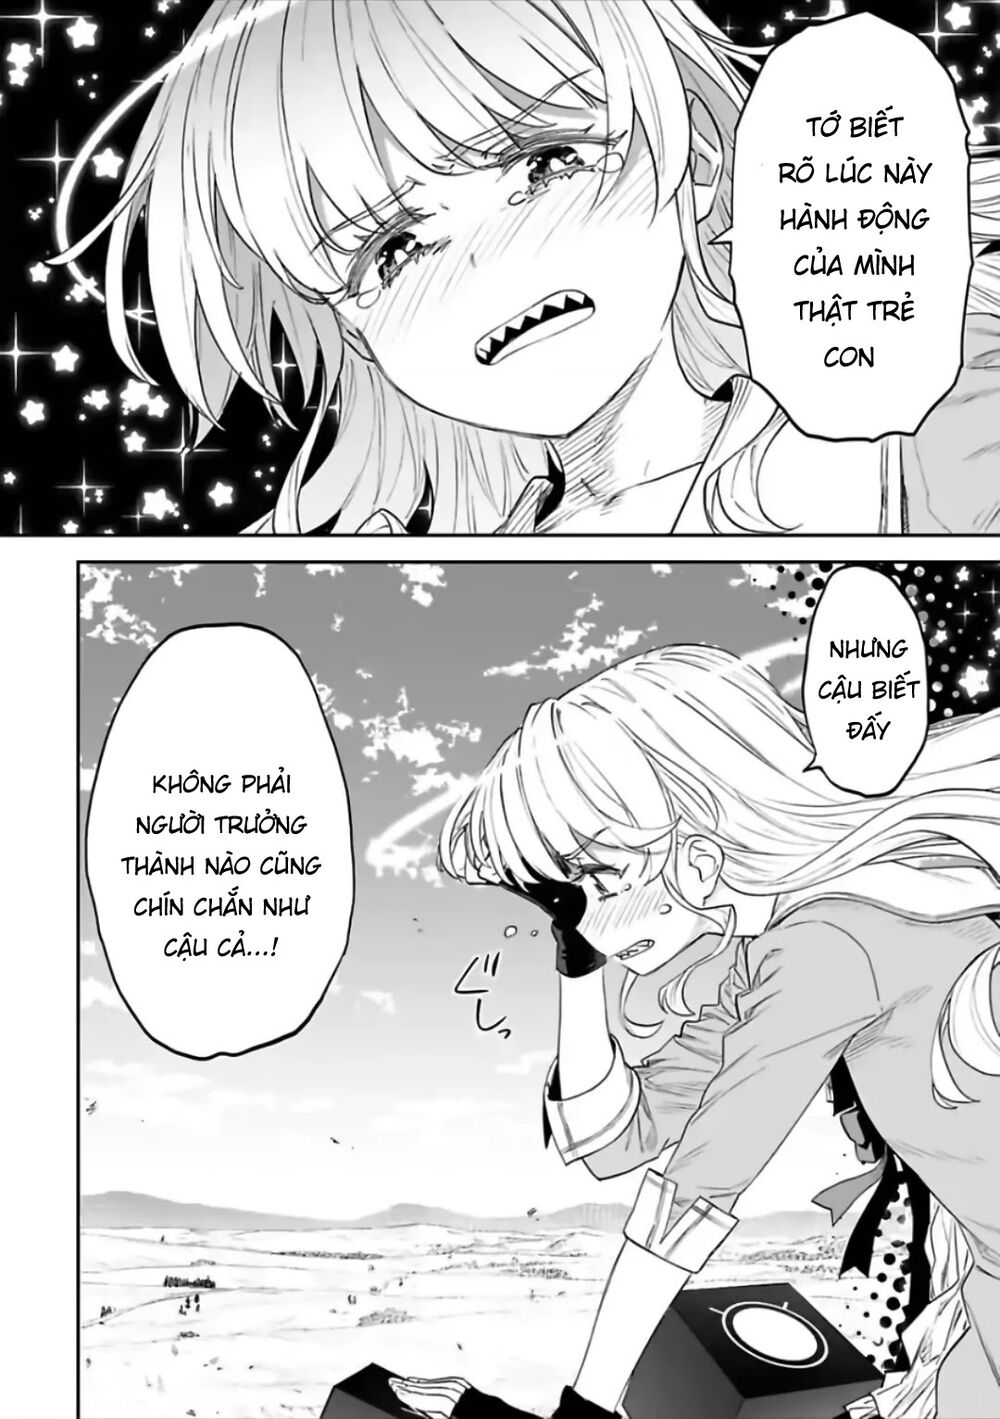 TỚ BIẾT
RÕ LÚC NÀY
HÀNH ĐỘNG
CỦA MÌNH
THẬT TRẺ
CON
NHƯNG
CẬU BIẾT
ĐẤY
KHÔNG PHẢI
NGƯỜI TRƯỞNG
THÀNH NÀO CŨNG
CHÍN CHẮN NHƯ
CẬU CẢ...!
ぐしっ